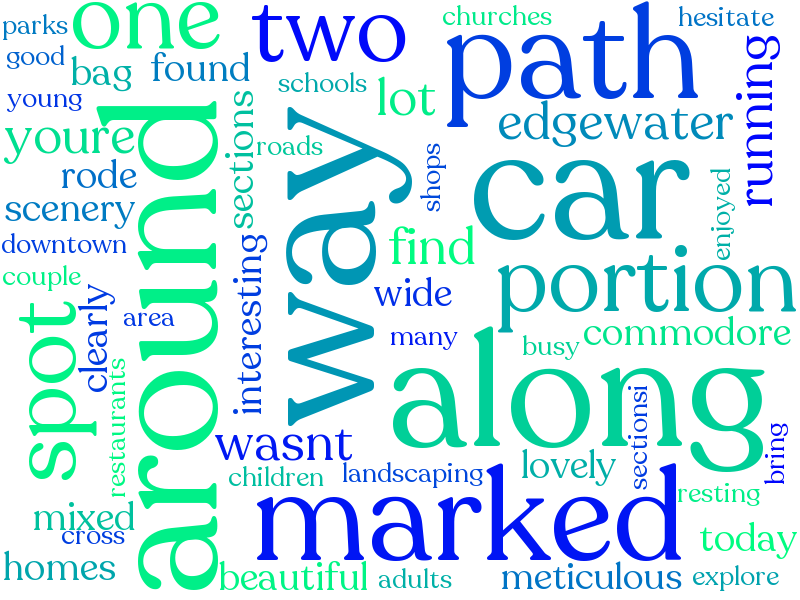 parks
one
two
path
churches
hesitate
good
bag
found
young
schools
lot
edgewater
running
youre
around
sections
roads
way
shops
car
rode
scenery
enjoyed
downtown
find
couple
interesting
wide
portion
spot
clearly
area
many
busy
commodore
along
restaurants
wasnt
children
landscaping
lovely
sectionsi
bring
mixed
cross
marked
resting
today
homes
beautiful
adults
meticulous
explore